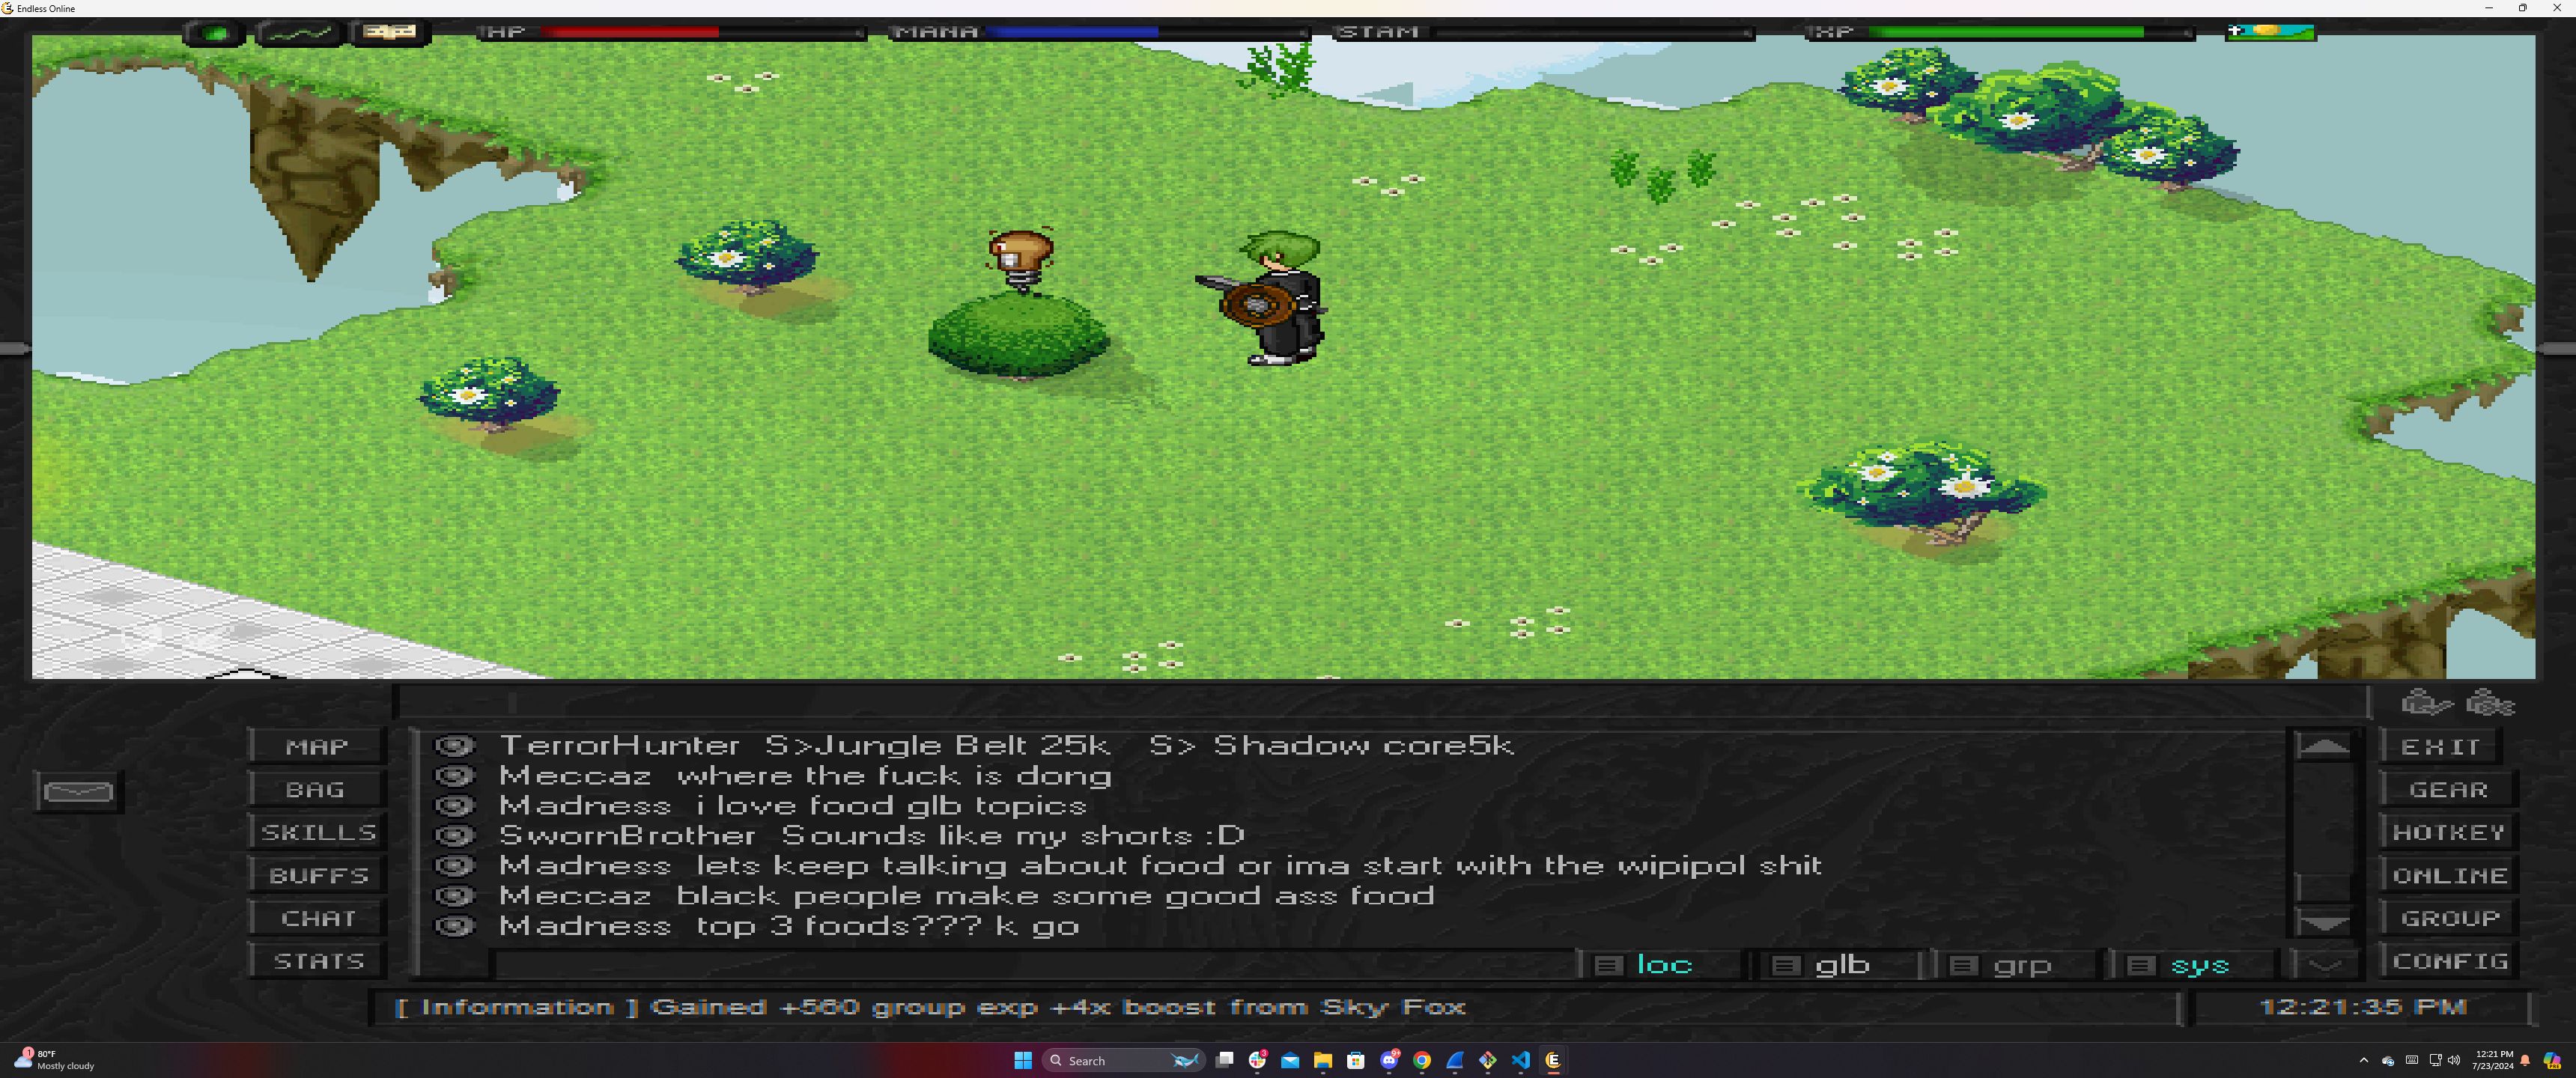 Endless Online
HP
MANA
STAM
XP
MAP
BAG
SKILLS
BUFFS
CHAT
STATS
TerrorHunter S>Jungle Belt 25k S> Shadow core5k
Meccaz where the fuck is dong
Madness i love food glb topics
SwornBrother Sounds like my shorts :D
Madness lets keep talking about food or ima start with the wipipol shit
Meccaz black people make some good ass food
Madness top 3 foods??? k go
loc glb grp sys
EXIT
GEAR
HOTKEY
ONLINE
GROUP
CONFIG
[ Information ] Gained +560 group exp +4x boost from Sky Fox
12:21:35 PM
1
80°F
Mostly cloudy
Search
3
9+
12:21 PM
7/23/2024